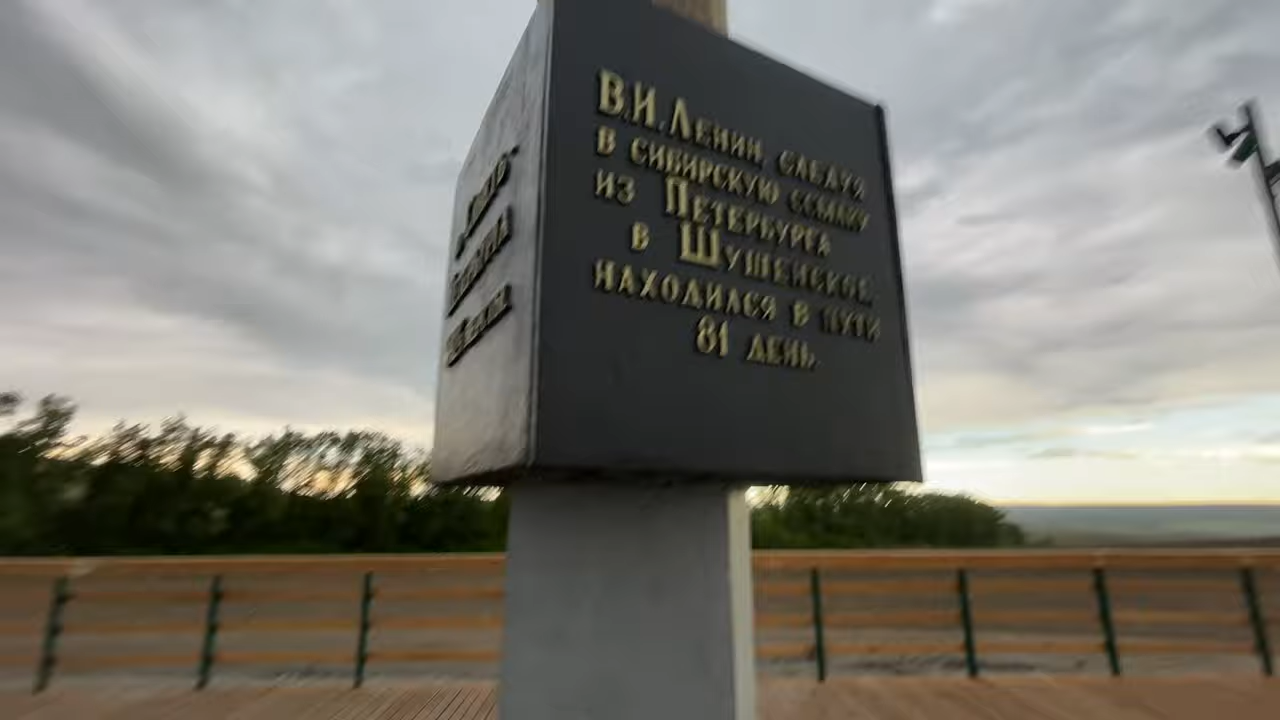 В.И. Ленин, следуя
в сибирскую ссылку
из Петербурга
в Шушенское,
находился в пути
81 день.